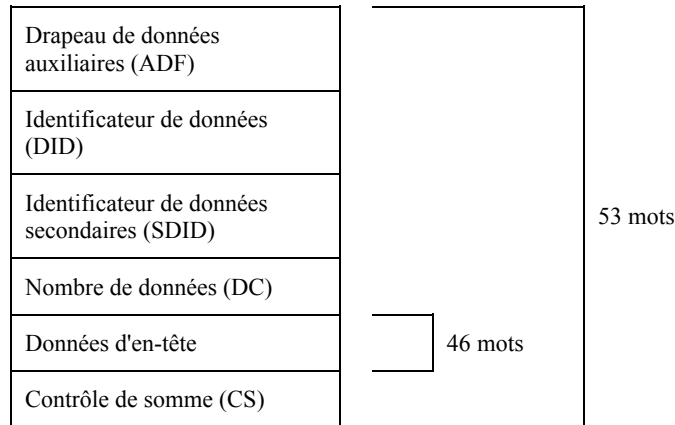 Drapeau de données
auxiliaires (ADF)
Identificateur de données
(DID)
Identificateur de données
secondaires (SDID)
53 mots
Nombre de données (DC)
Données d'en-tête
46 mots
Contrôle de somme (CS)